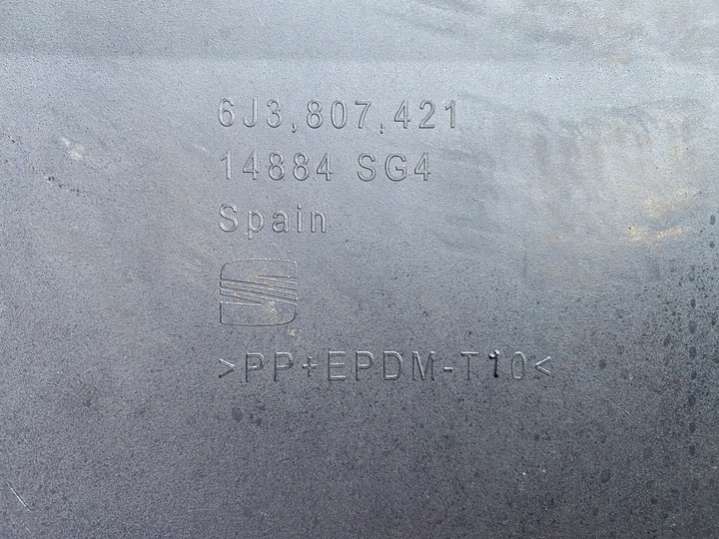 6J3,807,421
14884 SG4
Spain
>PP+EPDM-T10<